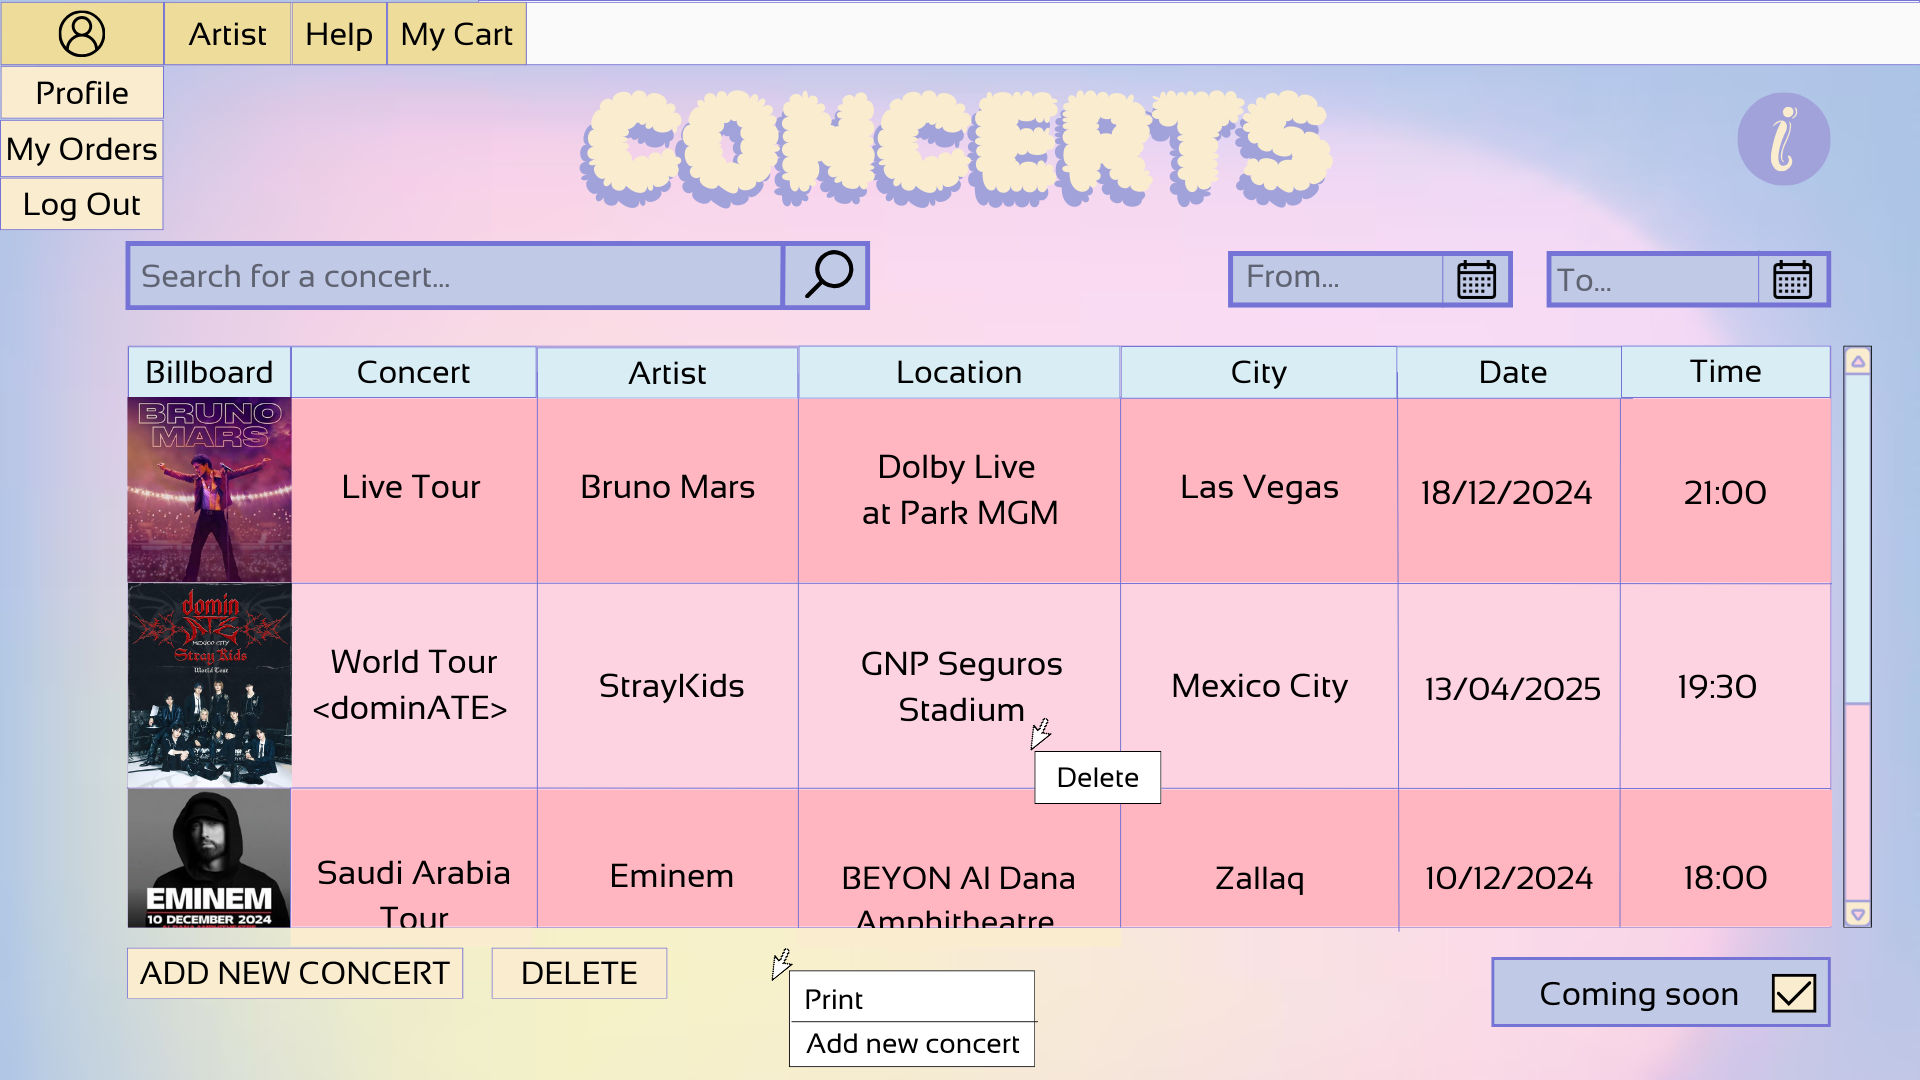 Artist
Help
My Cart
Profile
My Orders
Log Out
CONCERTS
i
Search for a concert...
From...
To...
Billboard
Concert
Artist
Location
City
Date
Time
BRUNO
MARS
Live Tour
Bruno Mars
Dolby Live
at Park MGM
Las Vegas
18/12/2024
21:00
domin
ATE
MEXICO CITY
Stray Kids
World Tour
World Tour
<dominATE>
StrayKids
GNP Seguros
Stadium
Mexico City
13/04/2025
19:30
Delete
EMINEM
10 DECEMBER 2024
Saudi Arabia
Tour
Eminem
BEYON Al Dana
Amphitheatre
Zallaq
10/12/2024
18:00
ADD NEW CONCERT
DELETE
Print
Add new concert
Coming soon